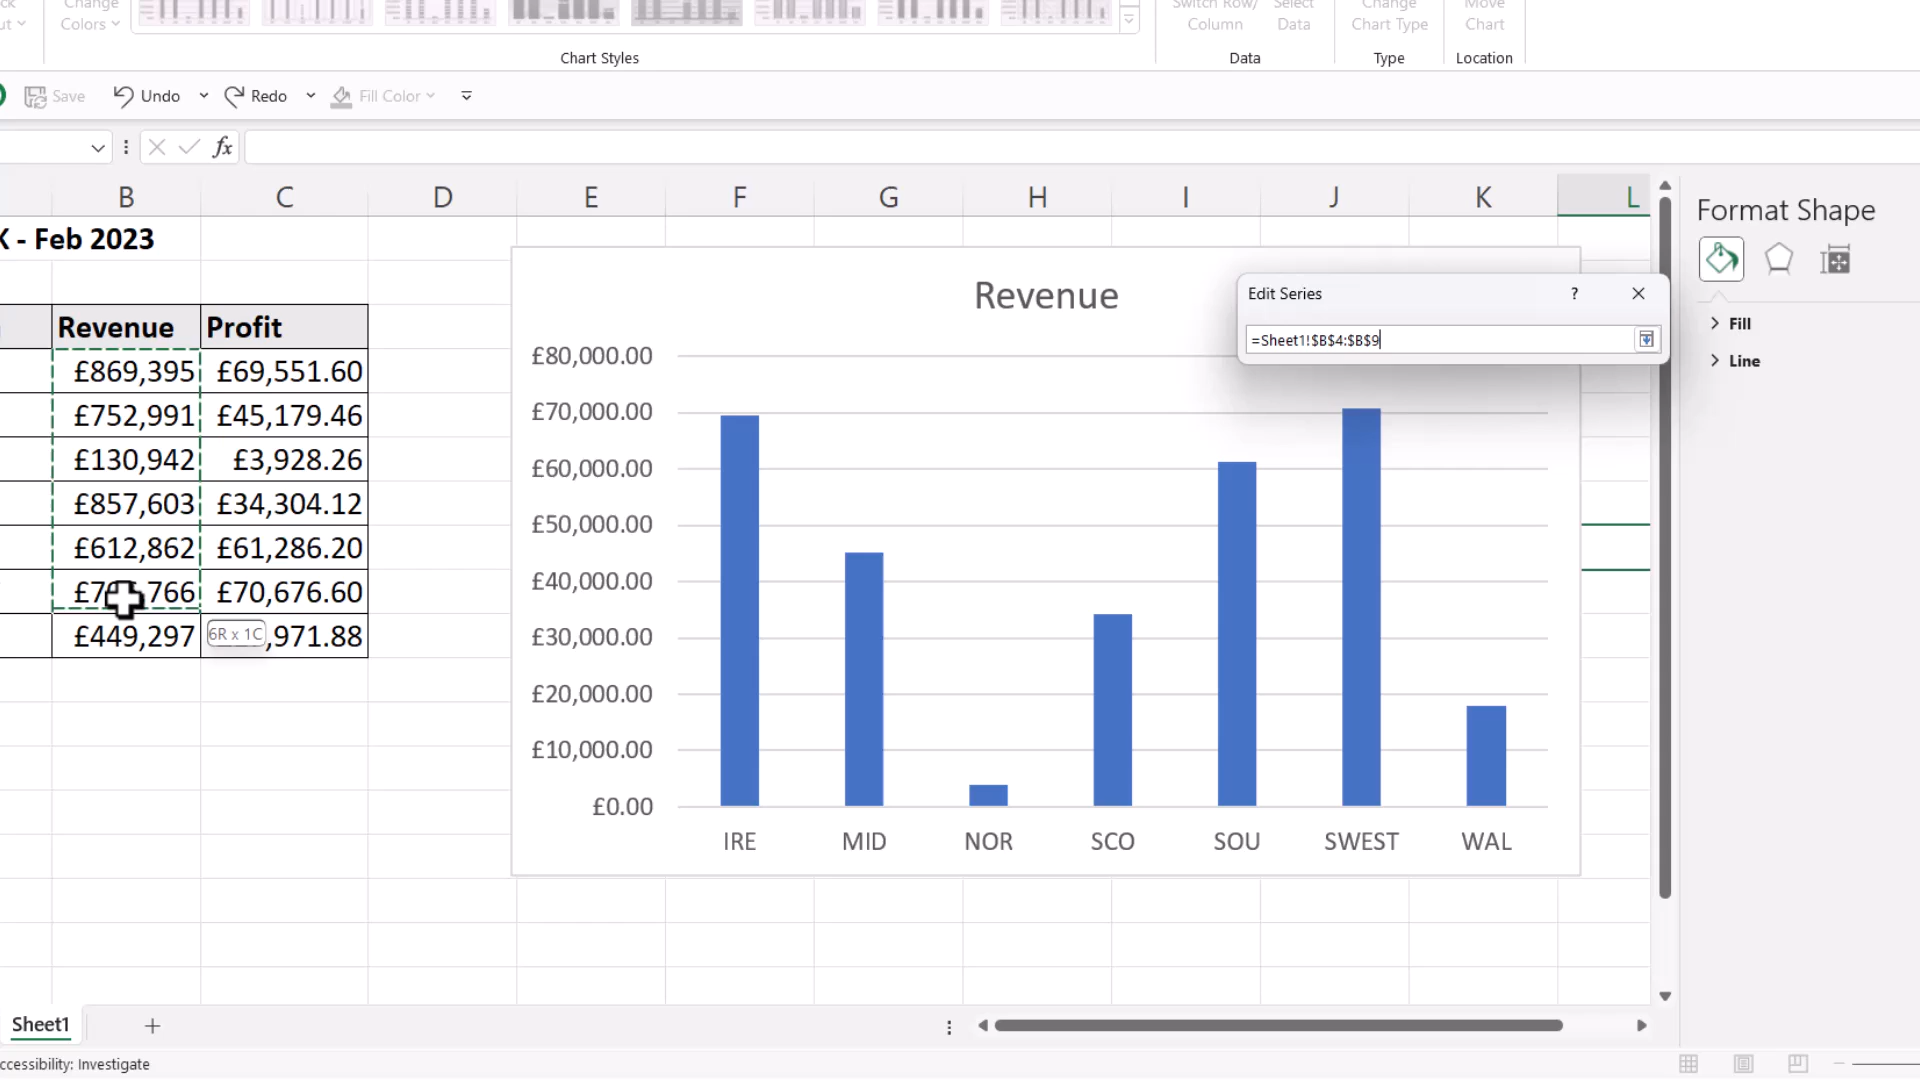 Change
Colors
Chart Styles
Switch Row/
Column
Select
Data
Data
Change
Chart Type
Type
Move
Chart
Location
Save
Undo
Redo
Fill Color
fx
B C D E F G H I J K L
- Feb 2023
Revenue Profit
£869,395 £69,551.60
£752,991 £45,179.46
£130,942 £3,928.26
£857,603 £34,304.12
£612,862 £61,286.20
766 £70,676.60
£449,297 6R x 1C ,971.88
Revenue
£80,000.00
£70,000.00
£60,000.00
£50,000.00
£40,000.00
£30,000.00
£20,000.00
£10,000.00
£0.00
IRE MID NOR SCO SOU SWEST WAL
Edit Series ?
=Sheet1!$B$4:$B$9
Format Shape
Fill
Line
Sheet1
ccessibility: Investigate